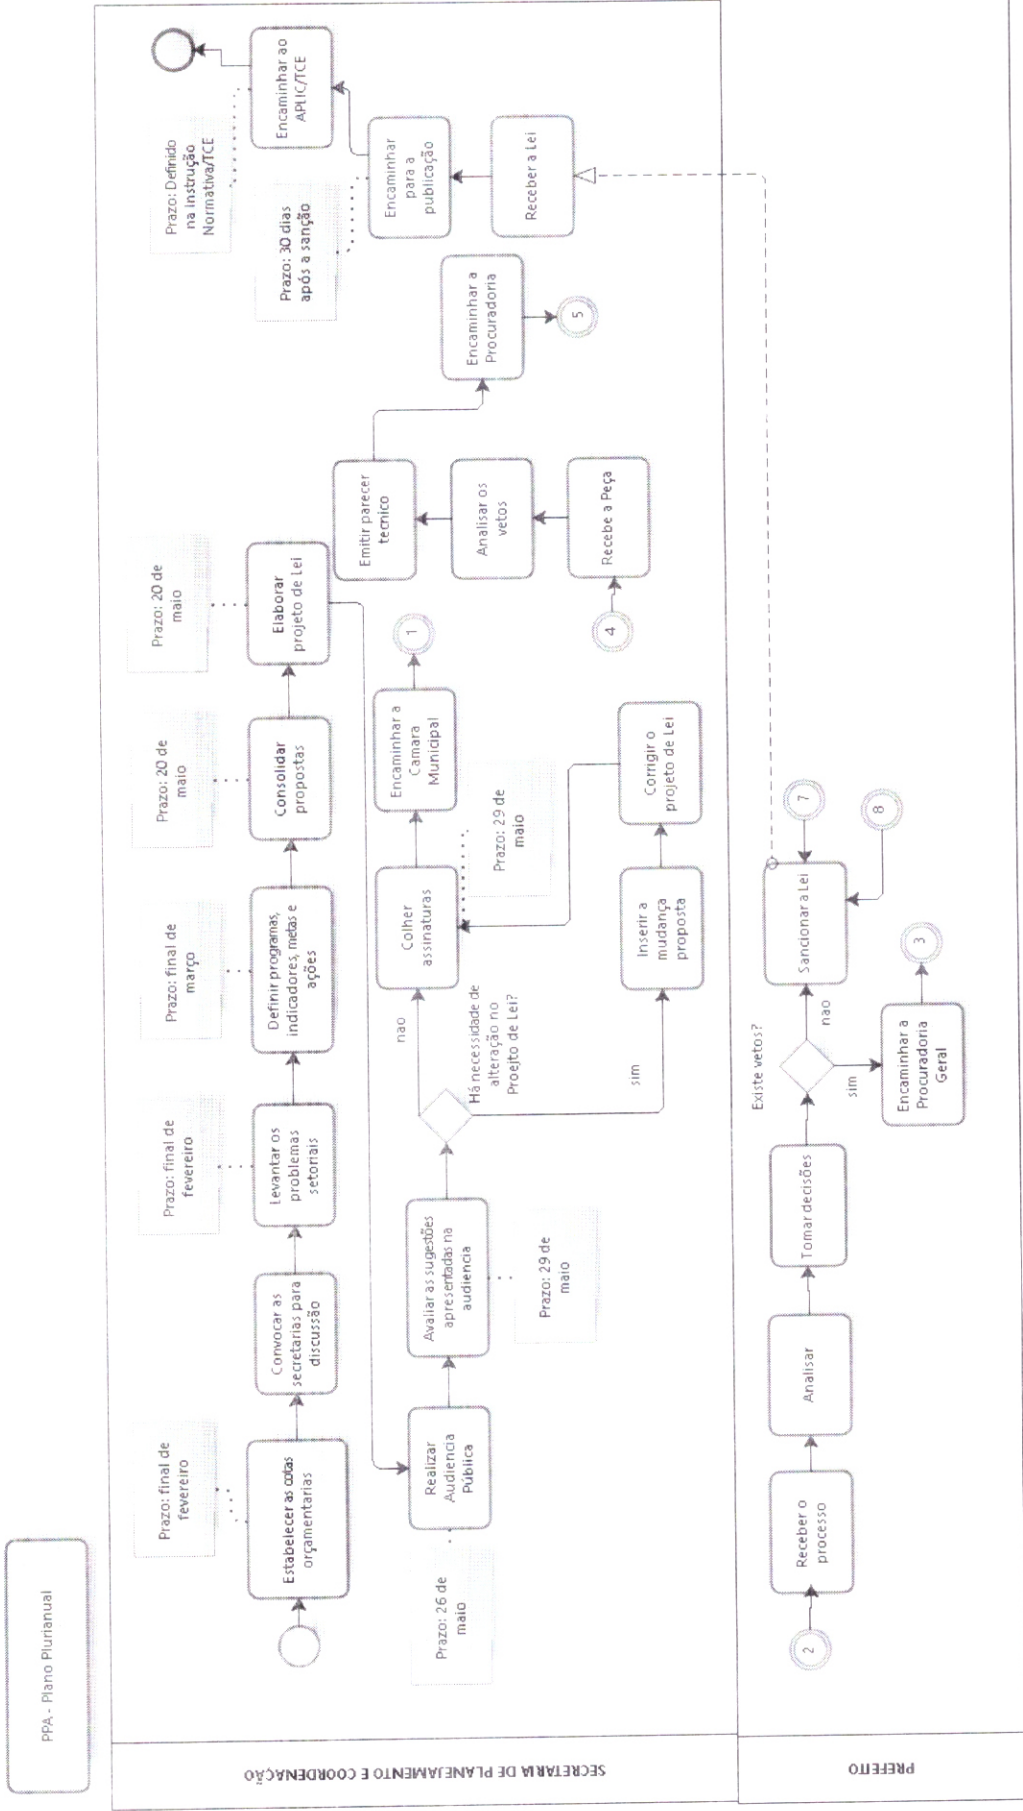 PPA - Plano Plurianual
SECRETARIA DE PLANEJAMENTO E COORDENAÇÃO
Prazo: final de
fevereiro
Estabelecer as cotas
orçamentarias
Convocar as
secretarias para
discussão
Prazo: final de
fevereiro
Levantar os
problemas
setoriais
Prazo: final de
março
Definir programas,
indicadores, metas e
ações
Prazo: 20 de
maio
Consolidar
propostas
Prazo: 20 de
maio
Elaborar
projeto de Lei
Prazo: 26 de
maio
Realizar
Audiencia
Pública
Avaliar as sugestões
apresentadas na
audiencia
Prazo: 29 de
maio
Há necessidade de
alteração no
Proejto de Lei?
nao
sim
Colher
assinaturas
Prazo: 29 de
maio
Encaminhar a
Camara
Municipal
1
Inserir a
mudança
proposta
Corrigir o
projeto de Lei
4
Recebe a Peça
Analisar os
vetos
Emitir parecer
tecnico
Encaminhar a
Procuradoria
5
Receber a Lei
Encaminhar
para a
publicação
Prazo: 30 dias
após a sanção
Encaminhar ao
APLIC/TCE
Prazo: Definido
na Instrução
Normativa/TCE
PREFEITO
2
Receber o
processo
Analisar
Tomar decisões
Existe vetos?
nao
sim
Encaminhar a
Procuradoria
Geral
3
Sancionar a Lei
7
8